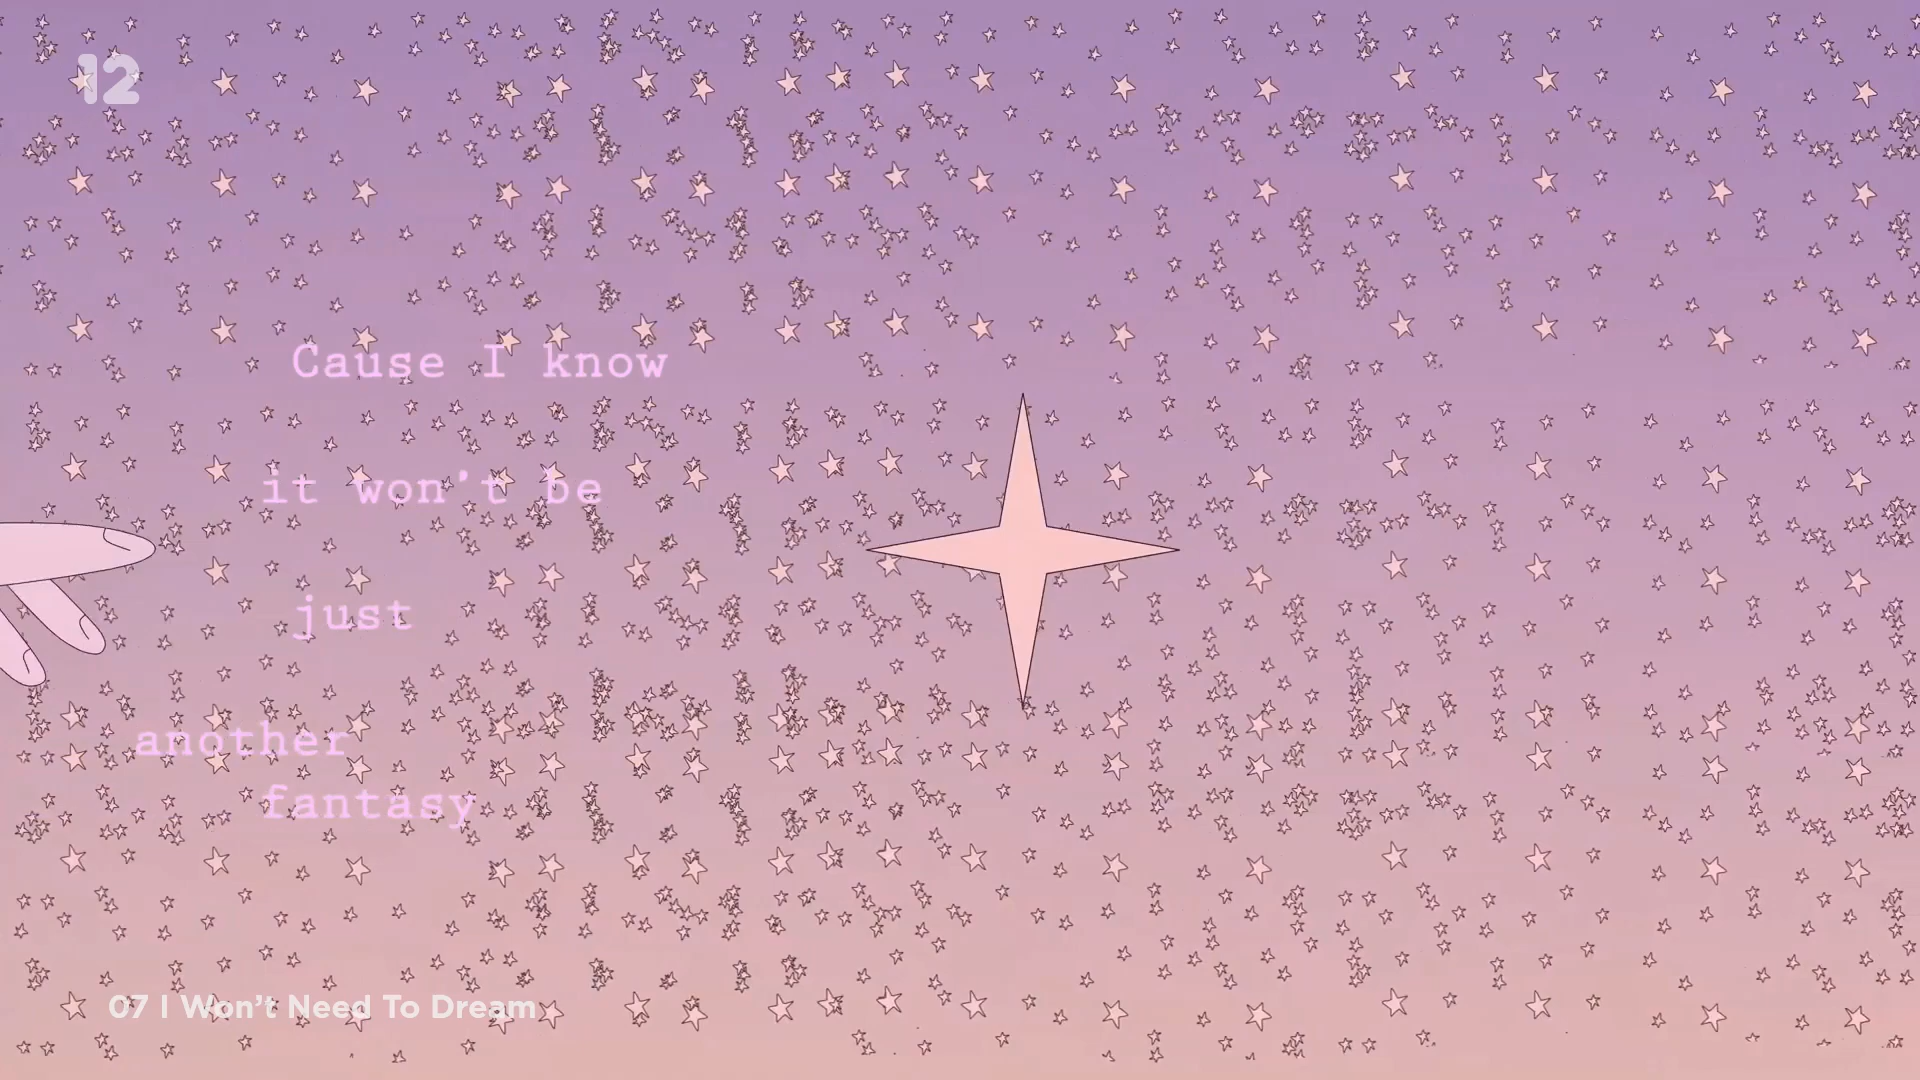 12
Cause I know
it won't be
just
another
fantasy
07 I Won't Need To Dream